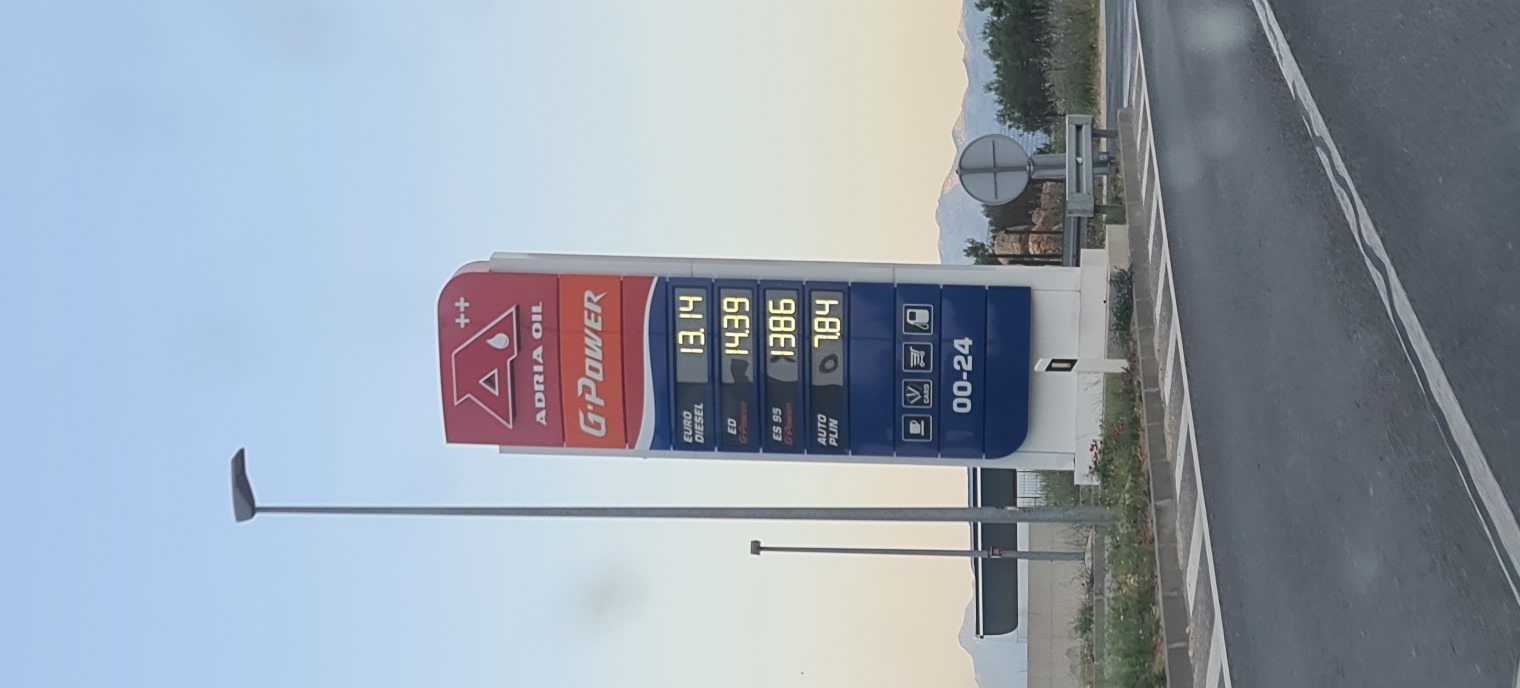 A++
ADRIA OIL
G-POWER
EURO DIESEL 13.14
ED G-Power 14.39
ES 95 G-Power 13.86
AUTO PLIN 7.84
CARD
00-24